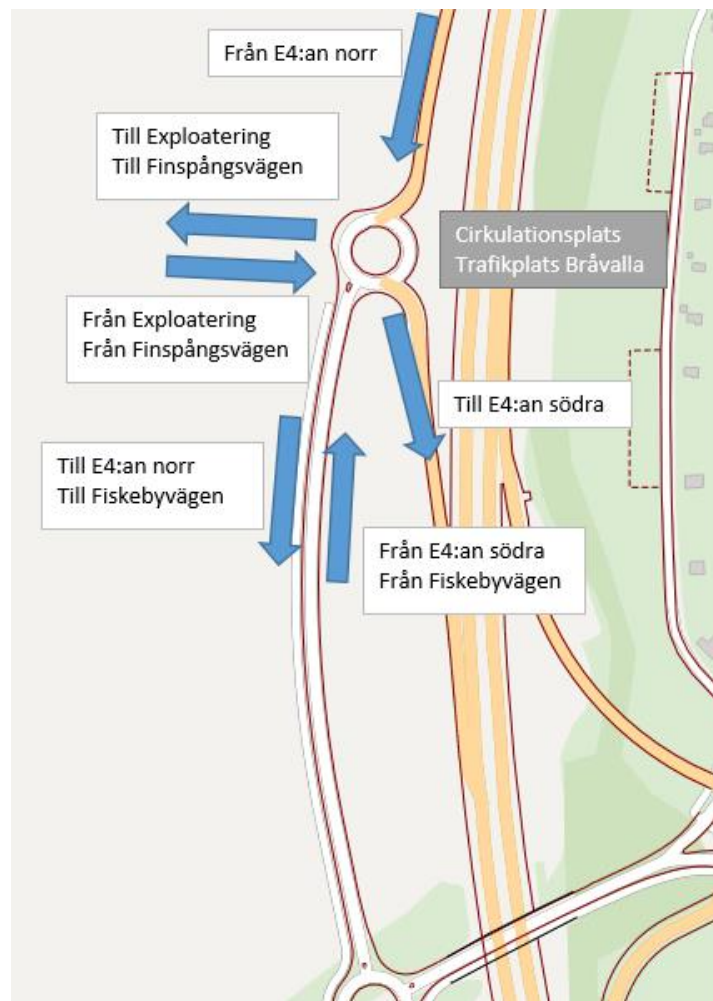 Från E4:an norr
Till Exploatering
Till Finspångsvägen
Cirkulationsplats
Trafikplats Bråvalla
Från Exploatering
Från Finspångsvägen
Till E4:an södra
Till E4:an norr
Till Fiskebyvägen
Från E4:an södra
Från Fiskebyvägen